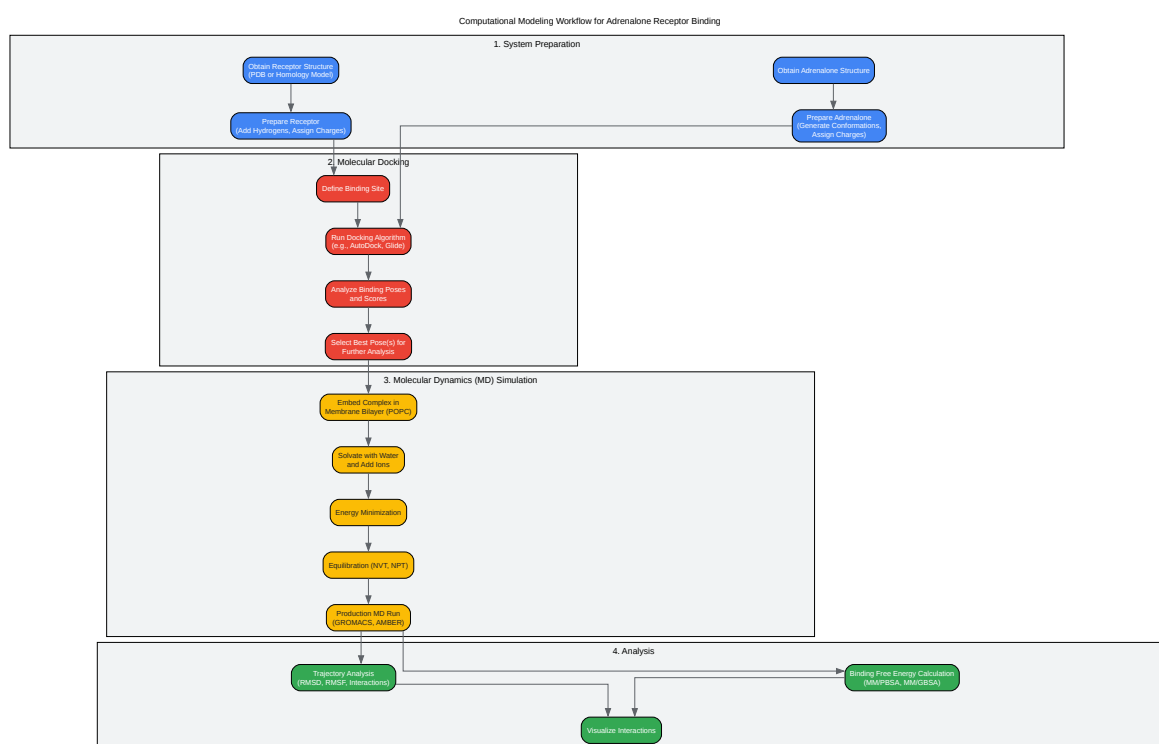 Computational Modeling Workflow for Adrenalone Receptor Binding
1. System Preparation
Obtain Receptor Structure
(PDB or Homology Model)
Obtain Adrenalone Structure
Prepare Receptor
(Add Hydrogens, Assign Charges)
Prepare Adrenalone
(Generate Conformations,
Assign Charges)
2. Molecular Docking
Define Binding Site
Run Docking Algorithm
(e.g., AutoDock, Glide)
Analyze Binding Poses
and Scores
Select Best Pose(s) for
Further Analysis
3. Molecular Dynamics (MD) Simulation
Embed Complex in
Membrane Bilayer (POPC)
Solvate with Water
and Add Ions
Energy Minimization
Equilibration (NVT, NPT)
Production MD Run
(GROMACS, AMBER)
4. Analysis
Trajectory Analysis
(RMSD, RMSF, Interactions)
Binding Free Energy Calculation
(MM/PBSA, MM/GBSA)
Visualize Interactions